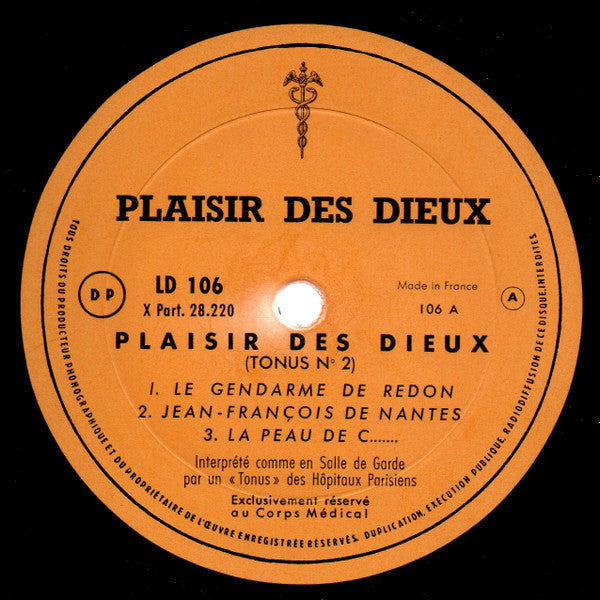 PLAISIR DES DIEUX
DP
LD 106
X Part. 28.220
Made in France
106 A
A
PLAISIR DES DIEUX
(TONUS N° 2)
1. LE GENDARME DE REDON
2. JEAN-FRANÇOIS DE NANTES
3. LA PEAU DE C.......
Interprété comme en Salle de Garde
par un «Tonus» des Hôpitaux Parisiens
Exclusivement réservé
au Corps Médical
TOUS DROITS DU PRODUCTEUR PHONOGRAPHIQUE ET DU PROPRIÉTAIRE DE L'ŒUVRE ENREGISTRÉE RÉSERVÉS. DUPLICATION, EXÉCUTION PUBLIQUE, RADIODIFFUSION DE CE DISQUE, INTERDITES